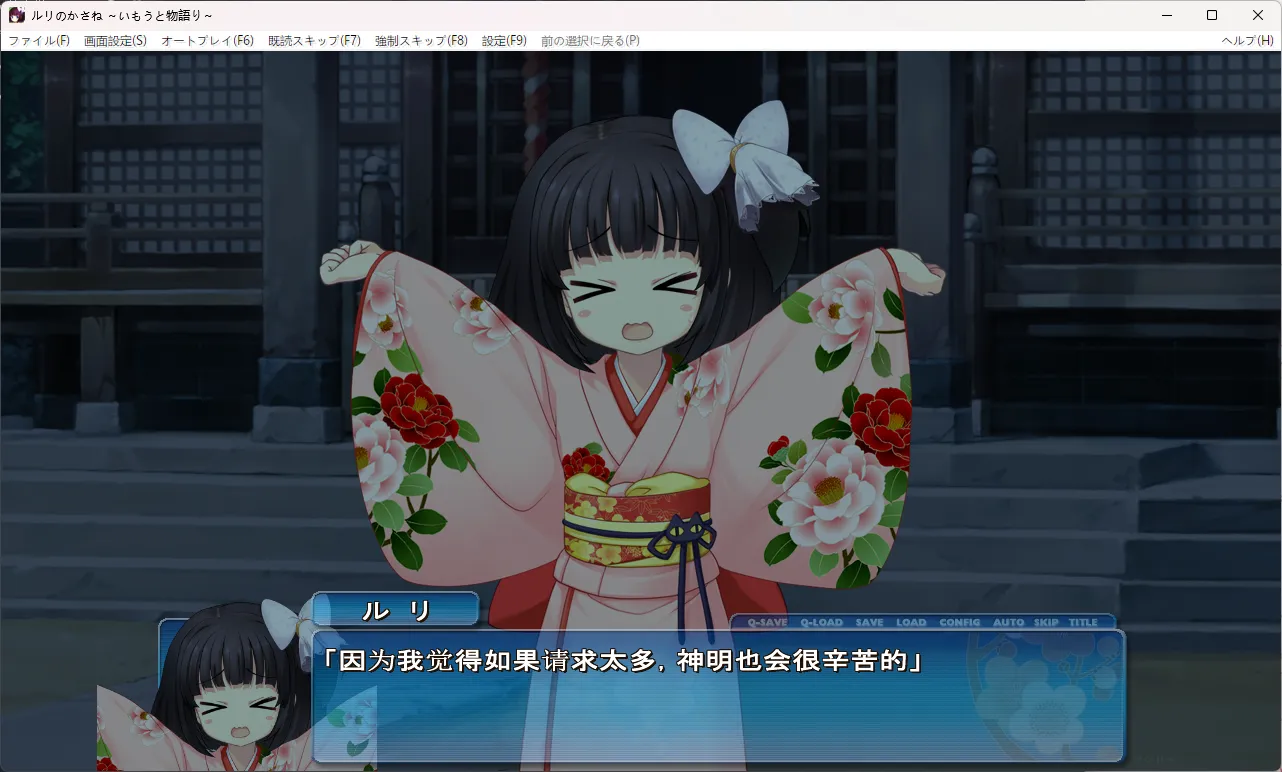 ルリのかさね ~いもうと物語り~
ファイル(F) 画面設定(S) オートプレイ(F6) 既読スキップ(F7) 強制スキップ(F8) 設定(F9) 前の選択に戻る(P) ヘルプ(H)
ルリ
Q-SAVE Q-LOAD SAVE LOAD CONFIG AUTO SKIP TITLE
「因为我觉得如果请求太多,神明也会很辛苦的」